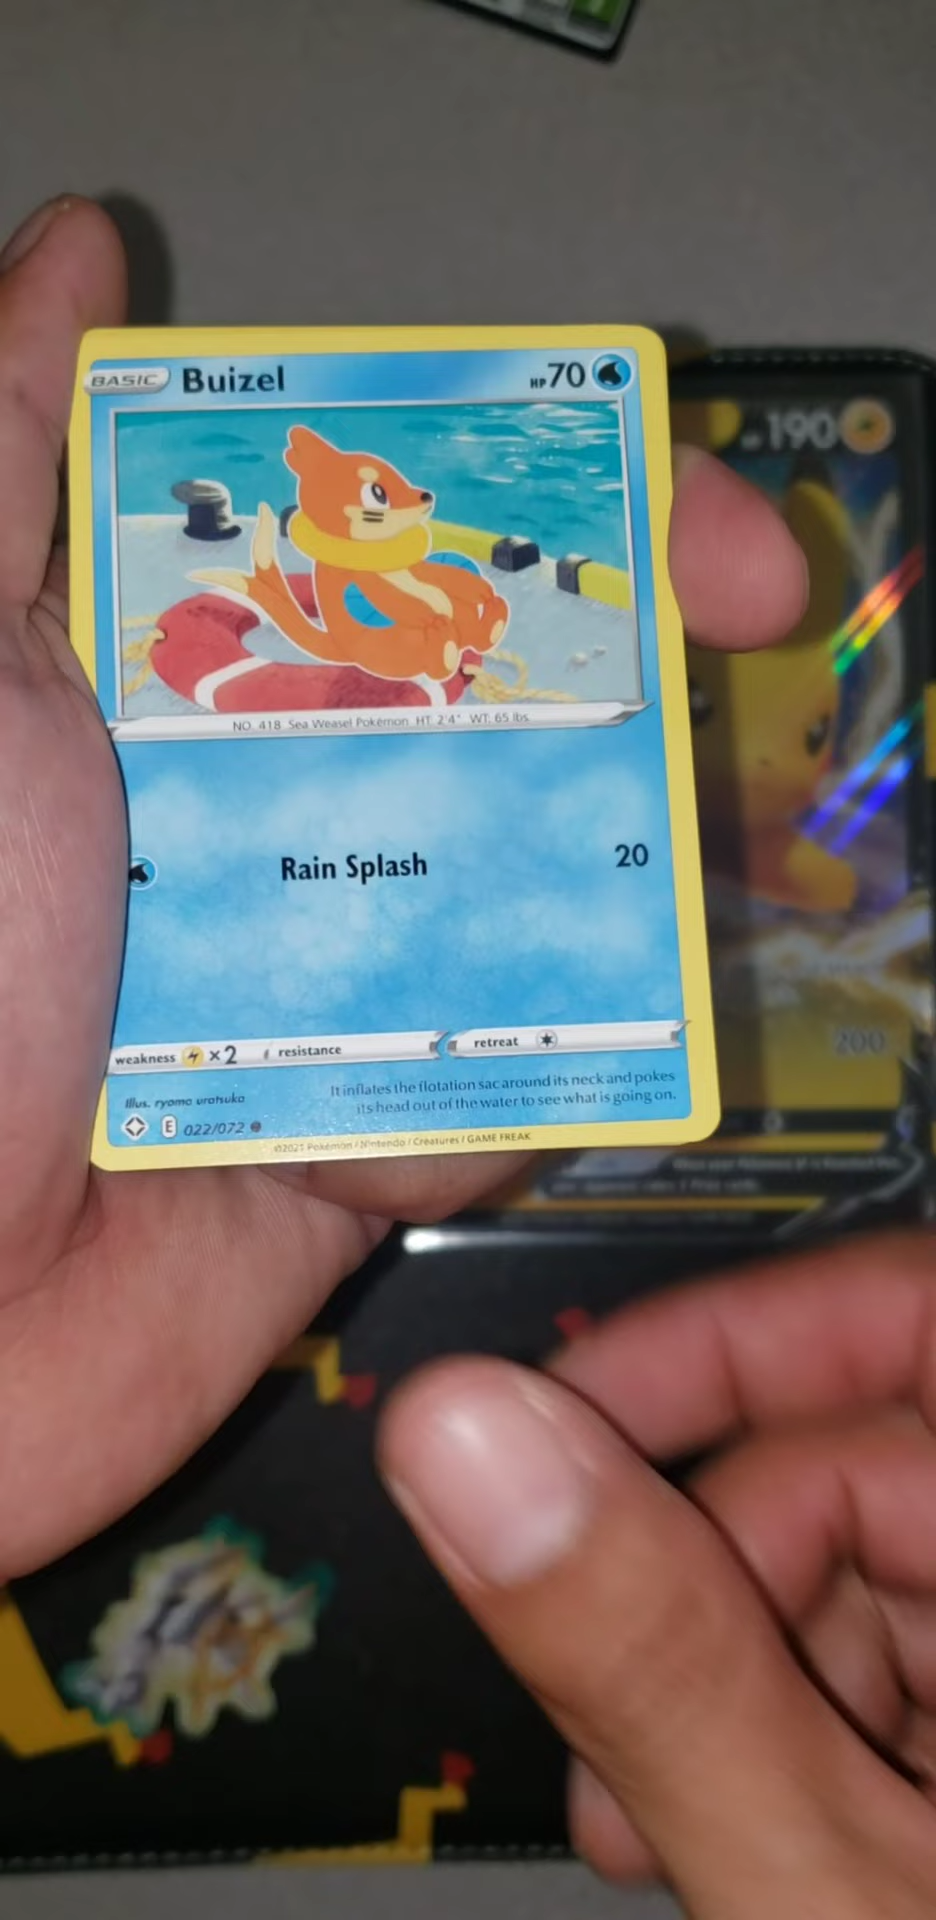 BASIC Buizel HP70
190
NO. 418 Sea Weasel Pokémon HT: 2'4" WT: 65 lbs.
Rain Splash 20
200
weakness ×2 resistance retreat
It inflates the flotation sac around its neck and pokes
its head out of the water to see what is going on.
Illus. ryoma uratsuka
E 022/072
©2021 Pokémon / Nintendo / Creatures / GAME FREAK